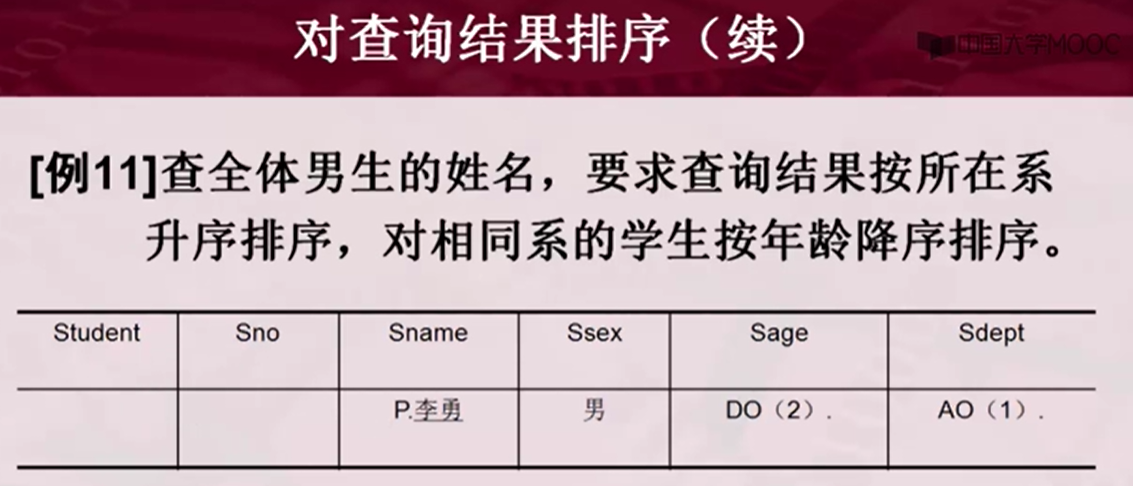 对查询结果排序（续）
中国大学MOOC
[例11]查全体男生的姓名，要求查询结果按所在系
升序排序，对相同系的学生按年龄降序排序。
Student Sno Sname Ssex Sage Sdept
P.李勇 男 DO（2）. AO（1）.